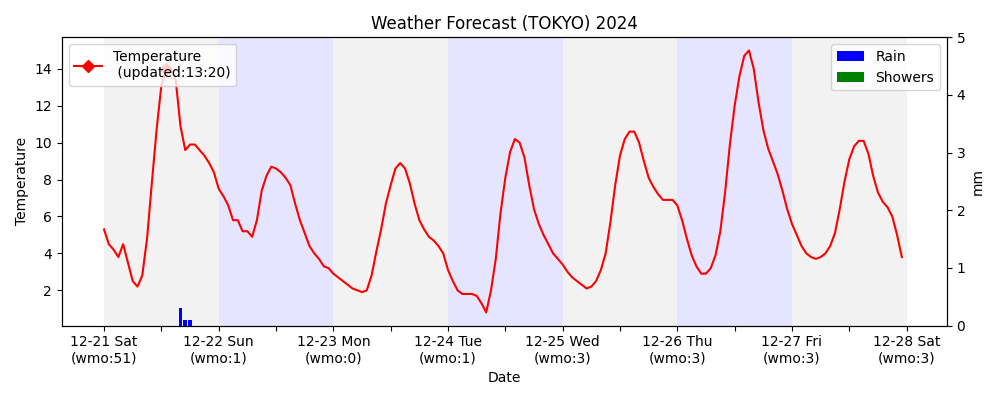 Weather Forecast (TOKYO) 2024
Temperature
(updated:13:20)
Rain
Showers
Temperature
14
12
10
8
6
4
2
5
4
3
2
1
0
mm
12-21 Sat
(wmo:51)
12-22 Sun
(wmo:1)
12-23 Mon
(wmo:0)
12-24 Tue
(wmo:1)
12-25 Wed
(wmo:3)
12-26 Thu
(wmo:3)
12-27 Fri
(wmo:3)
12-28 Sat
(wmo:3)
Date